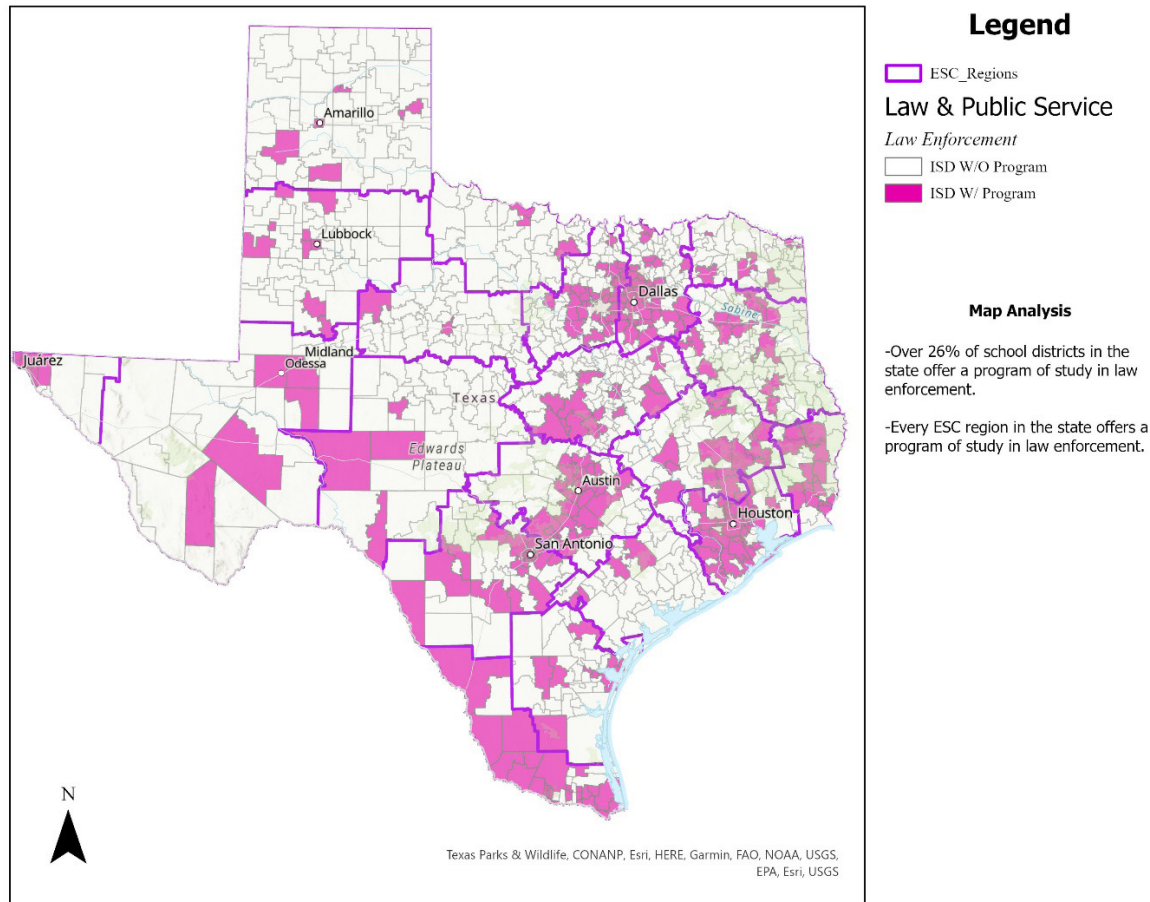 Amarillo
Lubbock
Dallas
Sabine
Juárez
Midland
Odessa
Texas
Edwards
Plateau
Austin
Houston
San Antonio
N
Texas Parks & Wildlife, CONANP, Esri, HERE, Garmin, FAO, NOAA, USGS,
EPA, Esri, USGS
Legend
ESC_Regions
Law & Public Service
Law Enforcement
ISD W/O Program
ISD W/ Program
Map Analysis
-Over 26% of school districts in the
state offer a program of study in law
enforcement.
-Every ESC region in the state offers a
program of study in law enforcement.